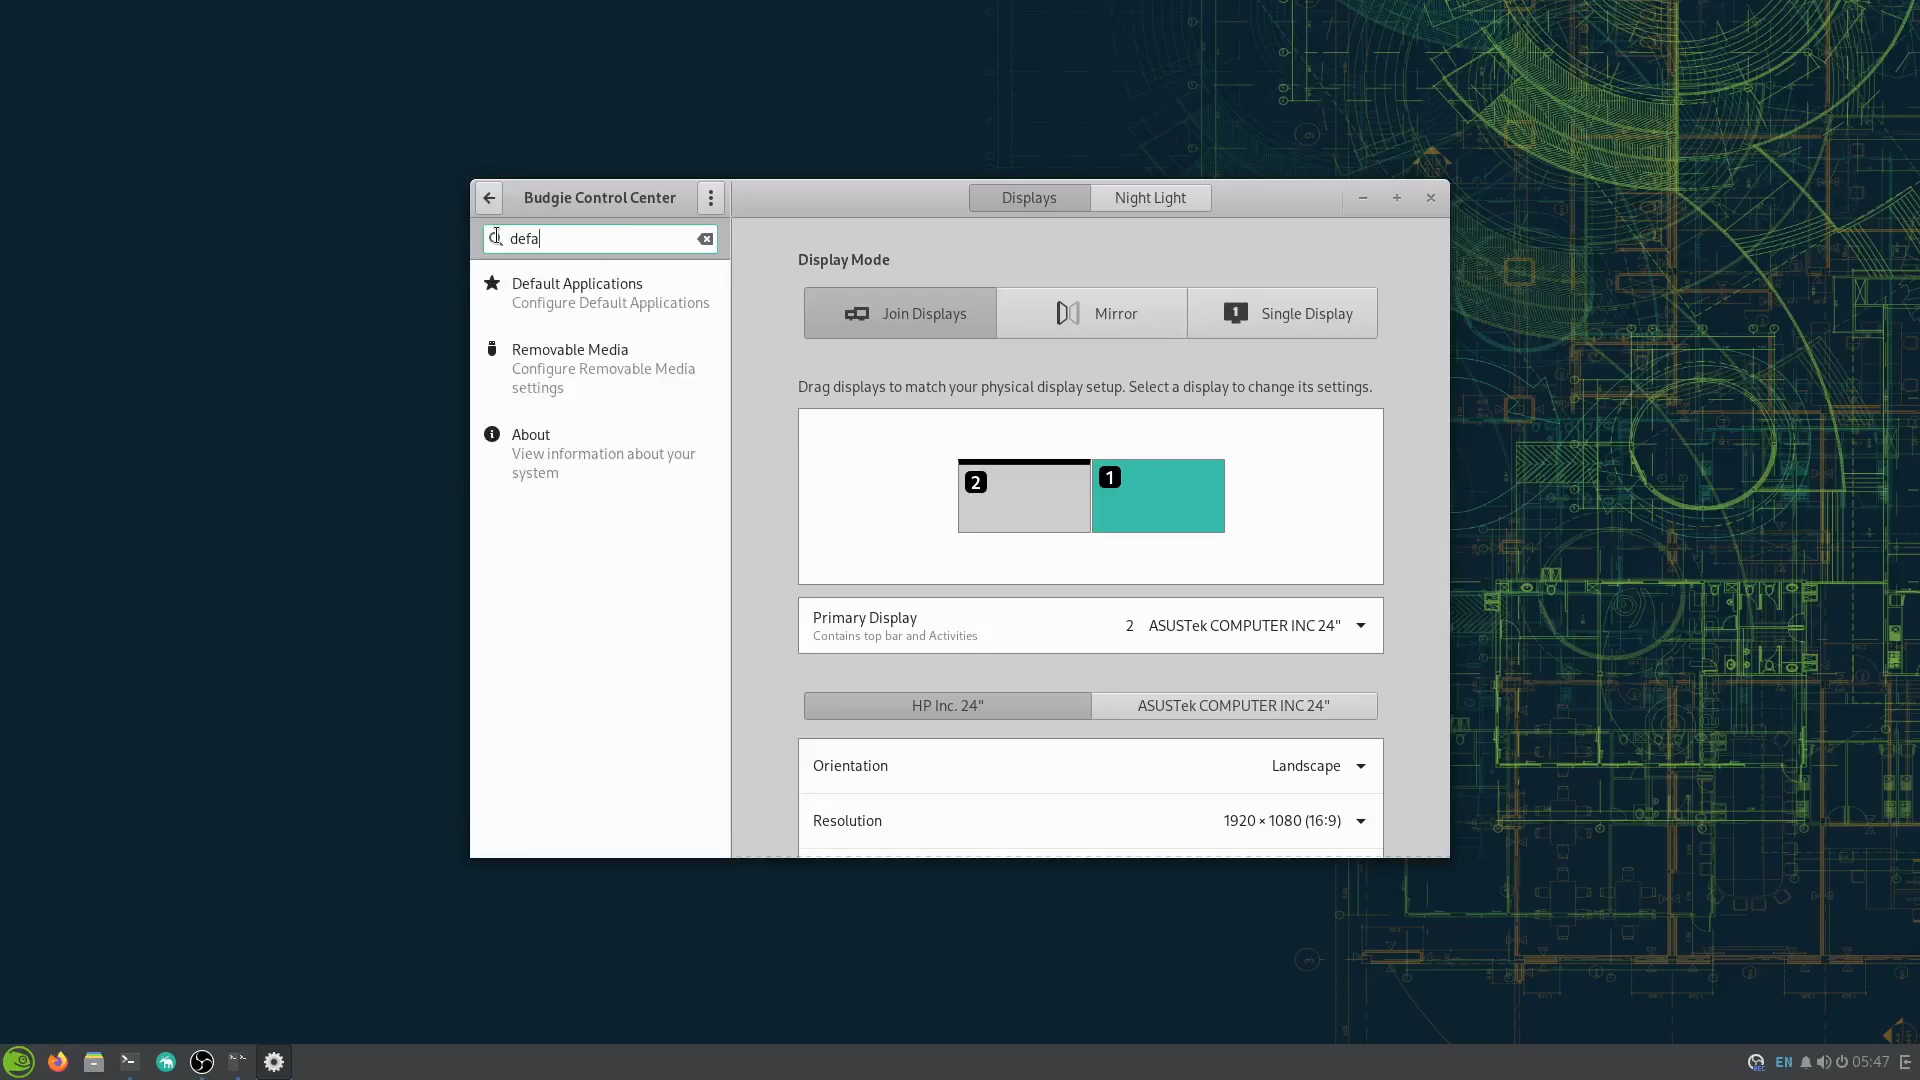 Budgie Control Center
Displays
Night Light
defa
Default Applications
Configure Default Applications
Removable Media
Configure Removable Media
settings
About
View information about your
system
Display Mode
Join Displays
1
Mirror
Single Display
Drag displays to match your physical display setup. Select a display to change its settings.
2
1
Primary Display
Contains top bar and Activities
2 ASUSTek COMPUTER INC 24"
HP Inc. 24"
ASUSTek COMPUTER INC 24"
Orientation
Landscape
Resolution
1920 × 1080 (16:9)
EN
05:47